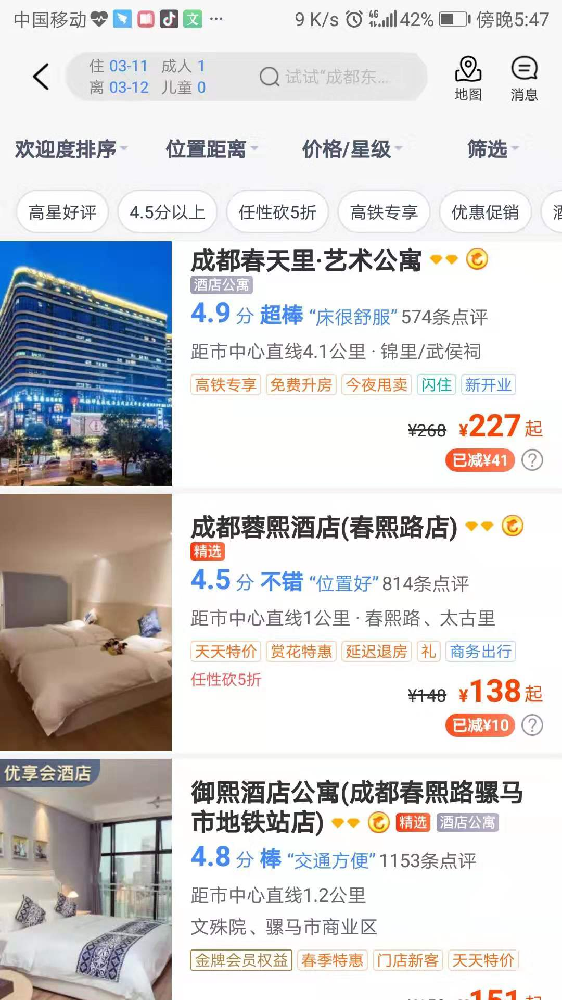 中国移动 文 ··· 9 K/s 4G 42% 傍晚5:47
住 03-11 成人 1
离 03-12 儿童 0
试试“成都东...
地图 消息
欢迎度排序 位置距离 价格/星级 筛选
高星好评 4.5分以上 任性砍5折 高铁专享 优惠促销
成都春天里·艺术公寓
酒店公寓
4.9 分 超棒 “床很舒服” 574条点评
距市中心直线4.1公里 · 锦里/武侯祠
高铁专享 免费升房 今夜甩卖 闪住 新开业
¥268 ¥227起
已减¥41 ?
成都蓉熙酒店(春熙路店)
精选
4.5 分 不错 “位置好” 814条点评
距市中心直线1公里 · 春熙路、太古里
天天特价 赏花特惠 延迟退房 礼 商务出行
任性砍5折
¥148 ¥138起
已减¥10 ?
优享会酒店
御熙酒店公寓(成都春熙路骡马
市地铁站店) 精选 酒店公寓
4.8 分 棒 “交通方便” 1153条点评
距市中心直线1.2公里
文殊院、骡马市商业区
金牌会员权益 春季特惠 门店新客 天天特价
151起